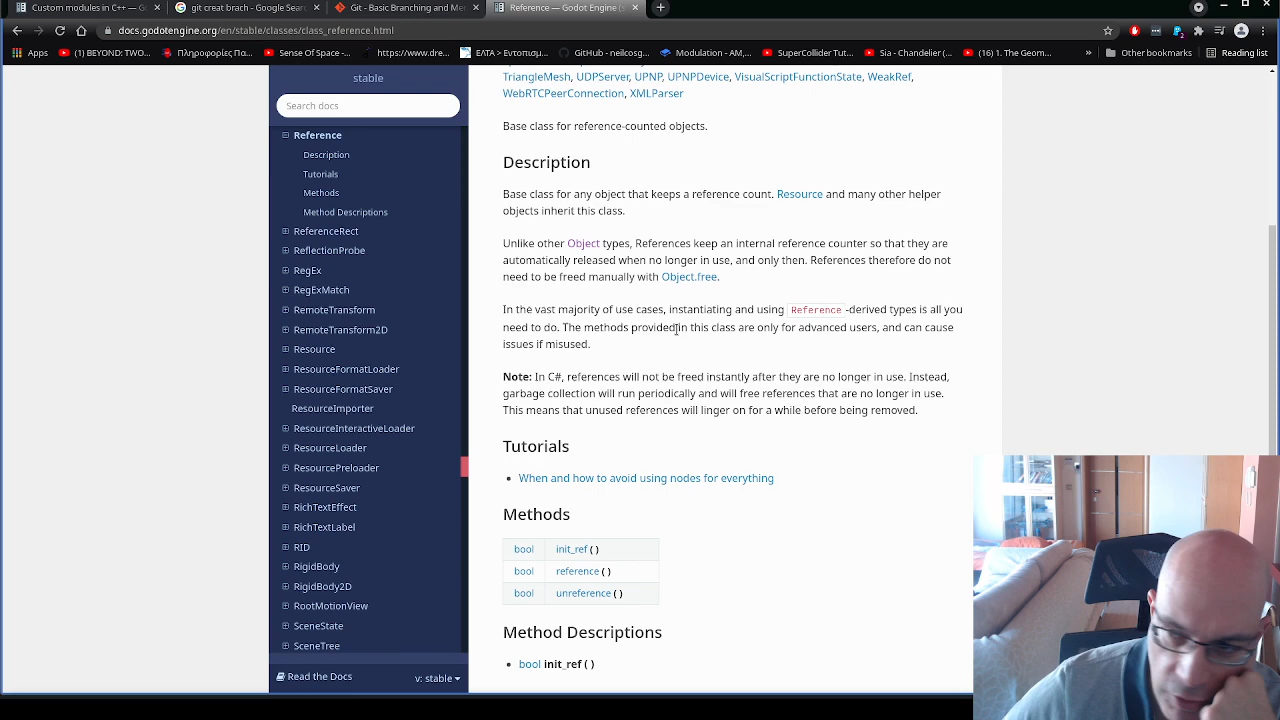 Custom modules in C++ —
git creat brach - Google Sear
Git - Basic Branching and Me
Reference — Godot Engine (s
docs.godotengine.org/en/stable/classes/class_reference.html
Apps
(1) BEYOND: TWO...
Πληροφορίες Πα...
Sense Of Space -...
https://www.dre...
ΕΛΤΑ > Εντοπισμ...
GitHub - neilcosg...
Modulation - AM,...
SuperCollider Tu...
Sia - Chandelier (...
(16) 1. The Geom...
Other bookmarks
Reading list
stable
Search docs
Reference
Description
Tutorials
Methods
Method Descriptions
ReferenceRect
ReflectionProbe
RegEx
RegExMatch
RemoteTransform
RemoteTransform2D
Resource
ResourceFormatLoader
ResourceFormatSaver
ResourceImporter
ResourceInteractiveLoader
ResourceLoader
ResourcePreloader
ResourceSaver
RichTextEffect
RichTextLabel
RID
RigidBody
RigidBody2D
RootMotionView
SceneState
SceneTree
Read the Docs
v: stable
TriangleMesh, UDPServer, UPNP, UPNPDevice, VisualScriptFunctionState, WeakRef,
WebRTCPeerConnection, XMLParser
Base class for reference-counted objects.
Description
Base class for any object that keeps a reference count. Resource and many other helper
objects inherit this class.
Unlike other Object types, References keep an internal reference counter so that they are
automatically released when no longer in use, and only then. References therefore do not
need to be freed manually with Object.free.
In the vast majority of use cases, instantiating and using Reference -derived types is all you
need to do. The methods provided in this class are only for advanced users, and can cause
issues if misused.
Note: In C#, references will not be freed instantly after they are no longer in use. Instead,
garbage collection will run periodically and will free references that are no longer in use.
This means that unused references will linger on for a while before being removed.
Tutorials
When and how to avoid using nodes for everything
Methods
bool init_ref ( )
bool reference ( )
bool unreference ( )
Method Descriptions
bool init_ref ( )